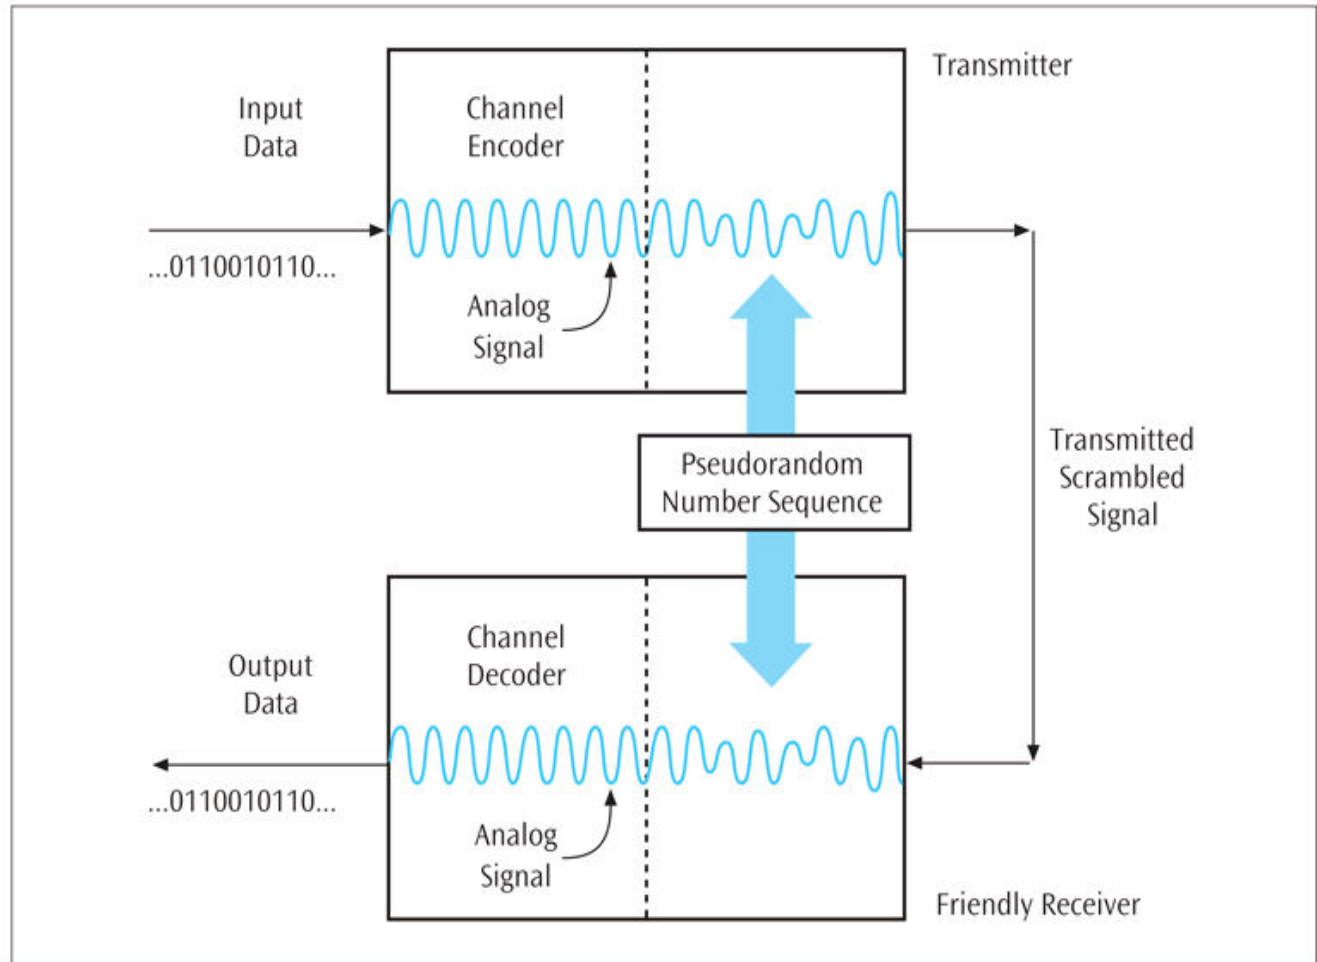 Transmitter
Input
Data
Channel
Encoder
...0110010110...
Analog
Signal
Pseudorandom
Number Sequence
Transmitted
Scrambled
Signal
Channel
Decoder
Output
Data
...0110010110...
Analog
Signal
Friendly Receiver